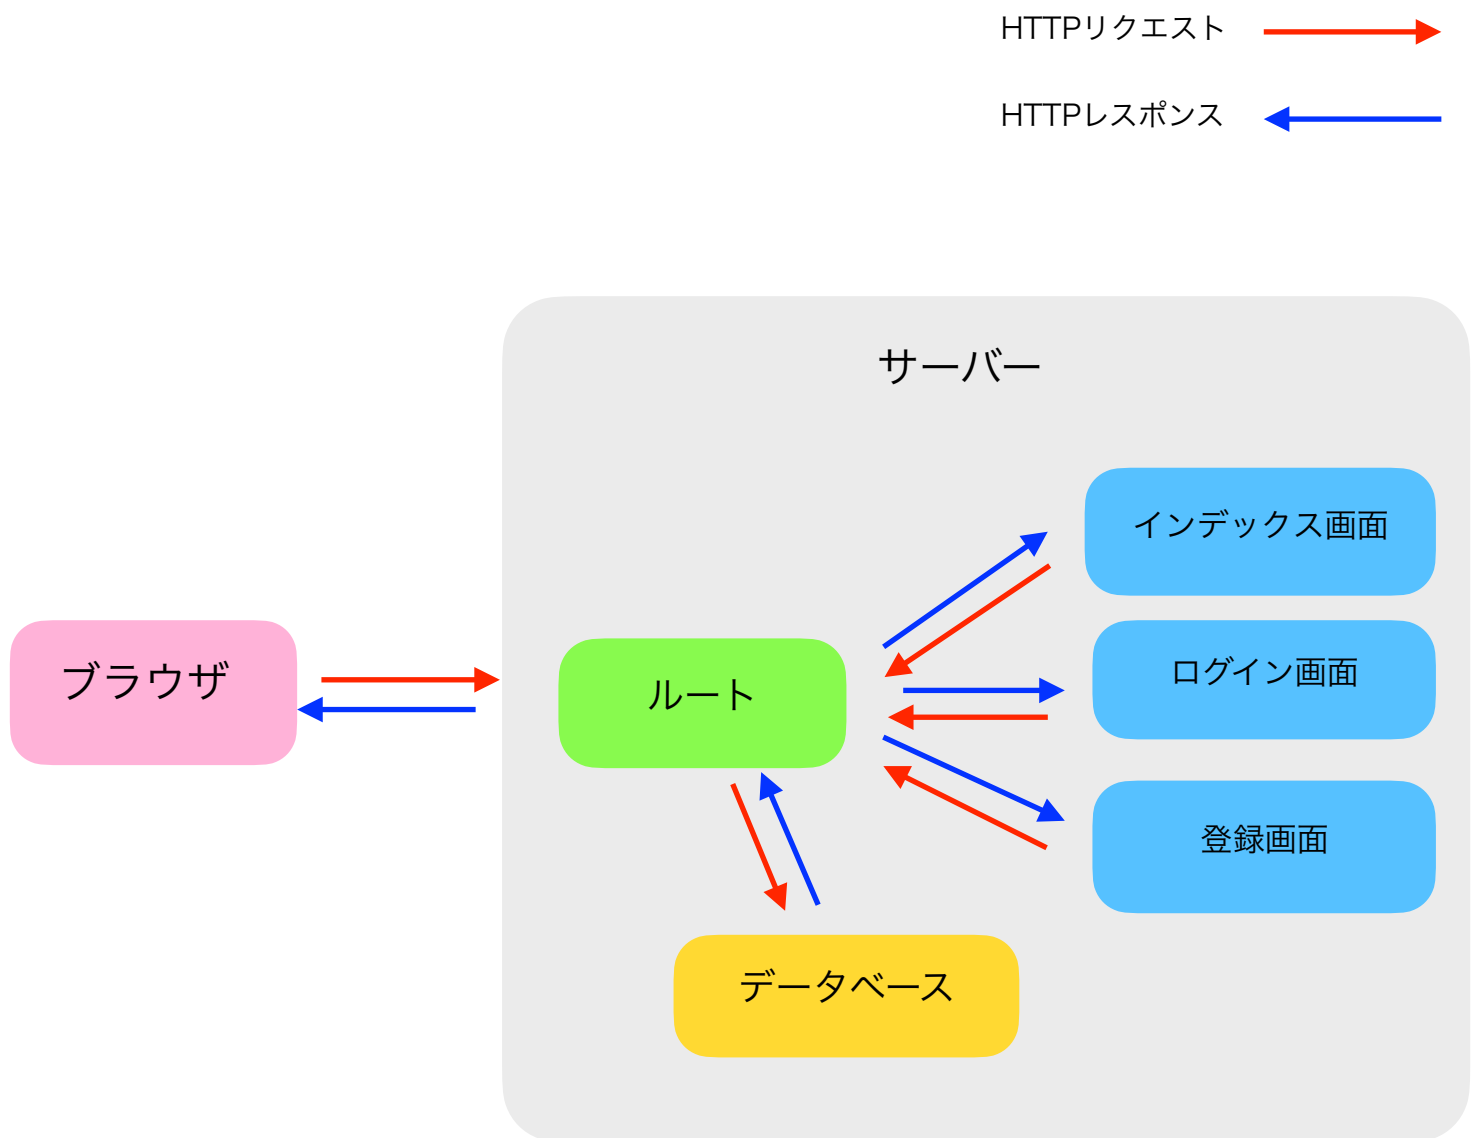 HTTPリクエスト
HTTPレスポンス
サーバー
インデックス画面
ブラウザ
ルート
ログイン画面
登録画面
データベース